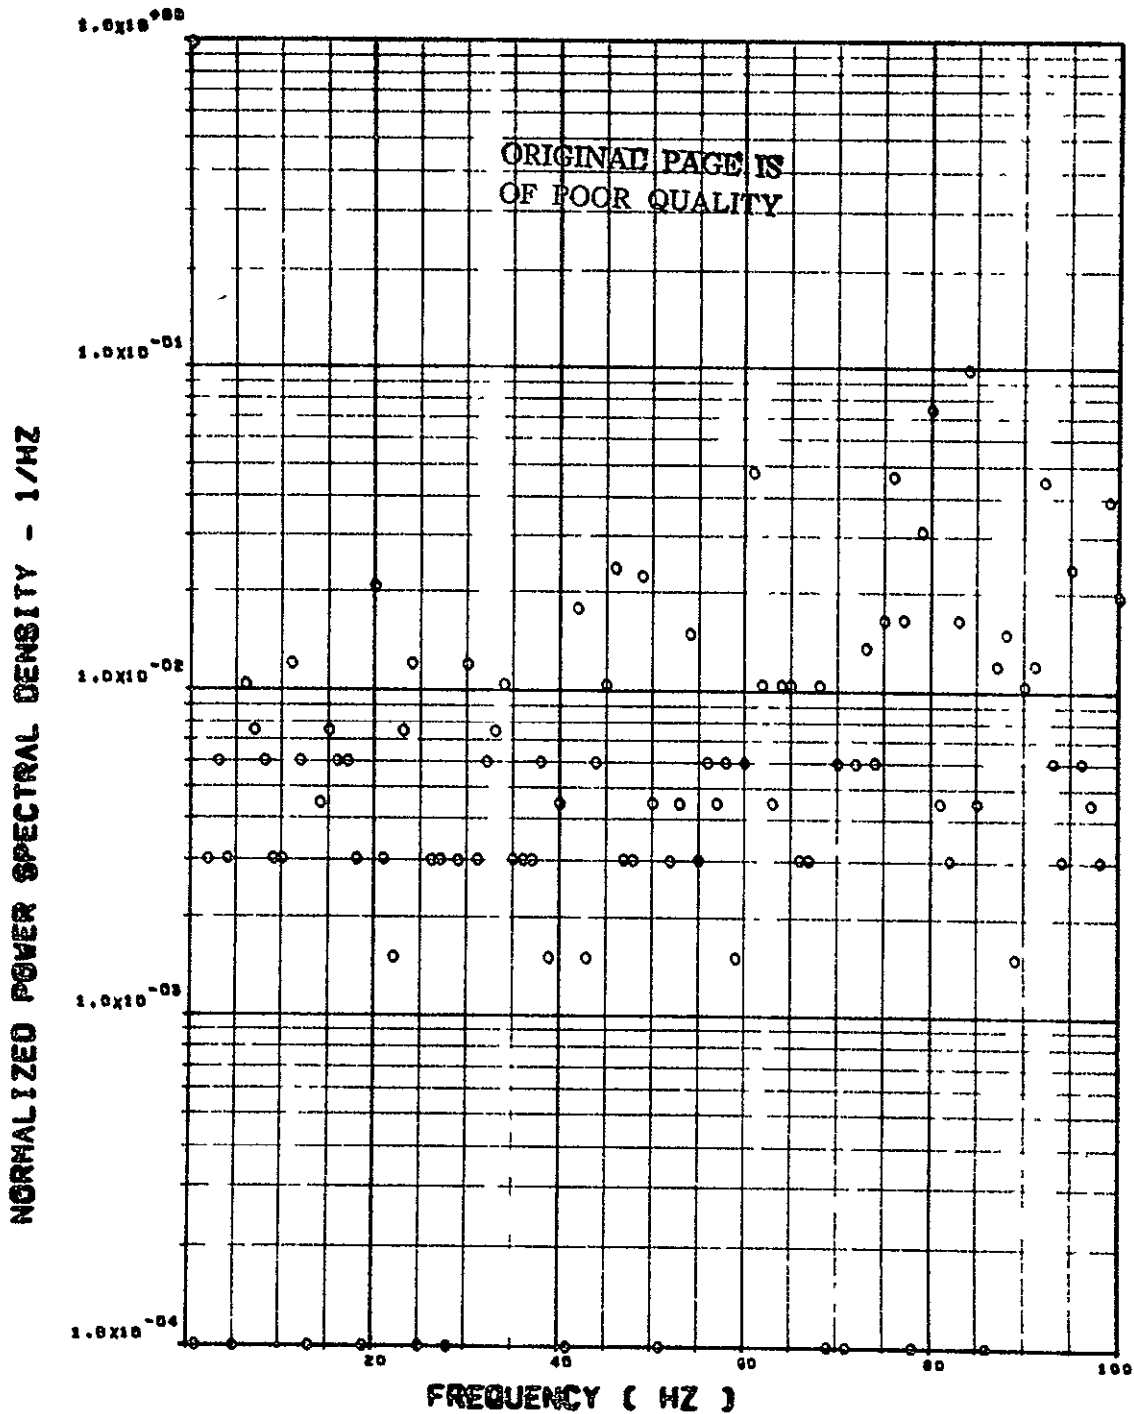 1.0X10+00
ORIGINAL PAGE IS
OF POOR QUALITY
1.0X10-01
1.0X10-02
1.0X10-03
1.0X10-04
NORMALIZED POWER SPECTRAL DENSITY - 1/HZ
20 40 60 80 100
FREQUENCY ( HZ )